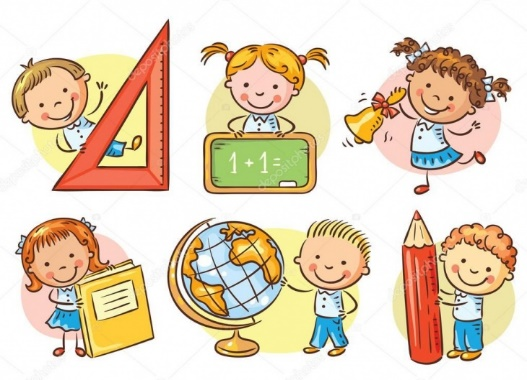 1 + 1 =